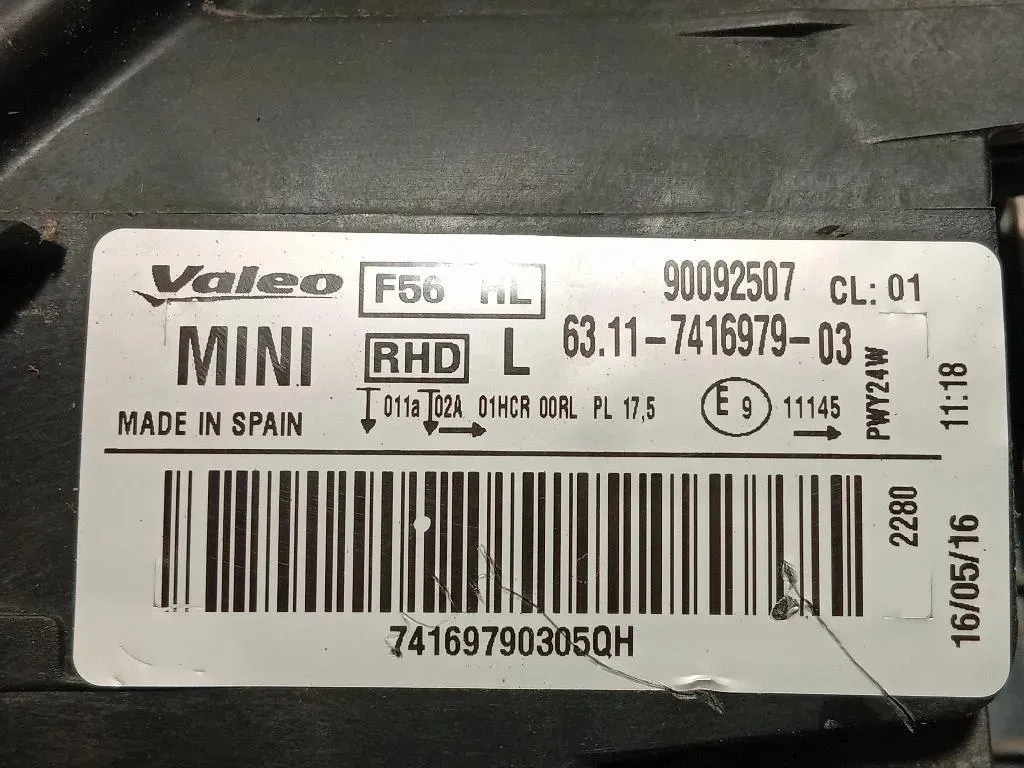 Valeo F56 HL 90092507 CL: 01
MINI RHD L 63.11-7416979-03
MADE IN SPAIN 011a 02A 01HCR 00RL PL 17,5 E 9 11145
PWY24W
11:18
2280
16/05/16
74169790305QH